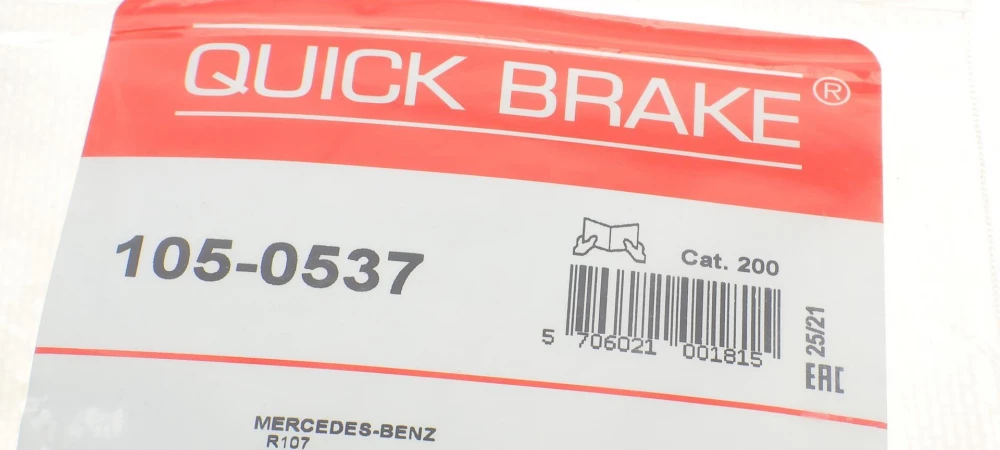 QUICK BRAKE®
105-0537
Cat. 200
5 706021 001815
25/21
EAC
MERCEDES-BENZ
R107